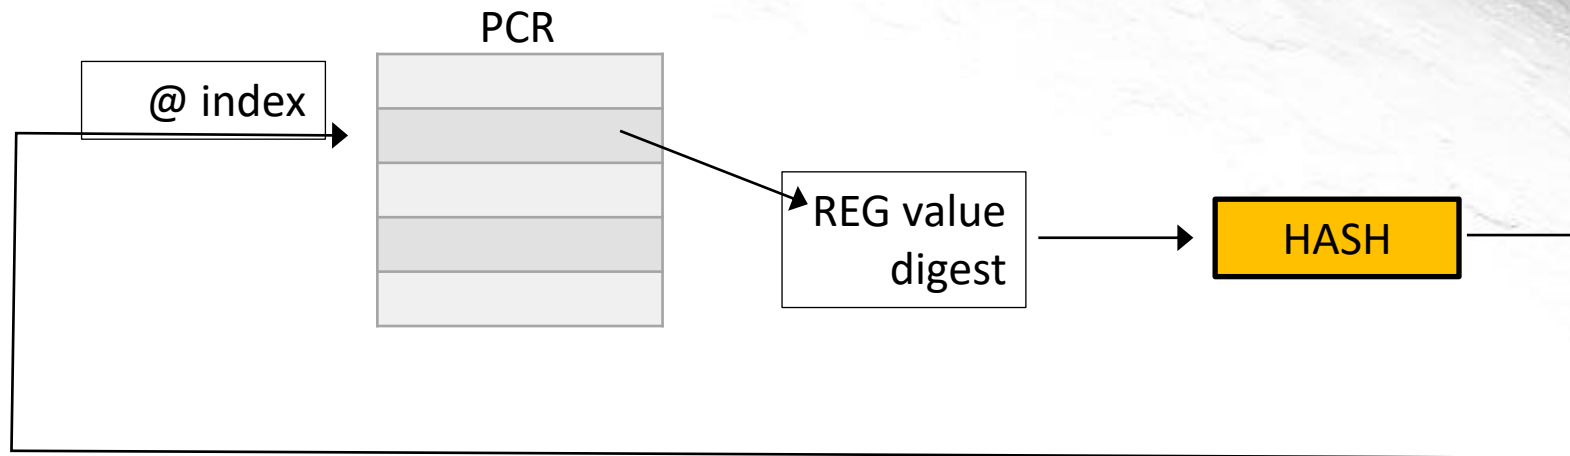 PCR
@ index
REG value
digest
HASH